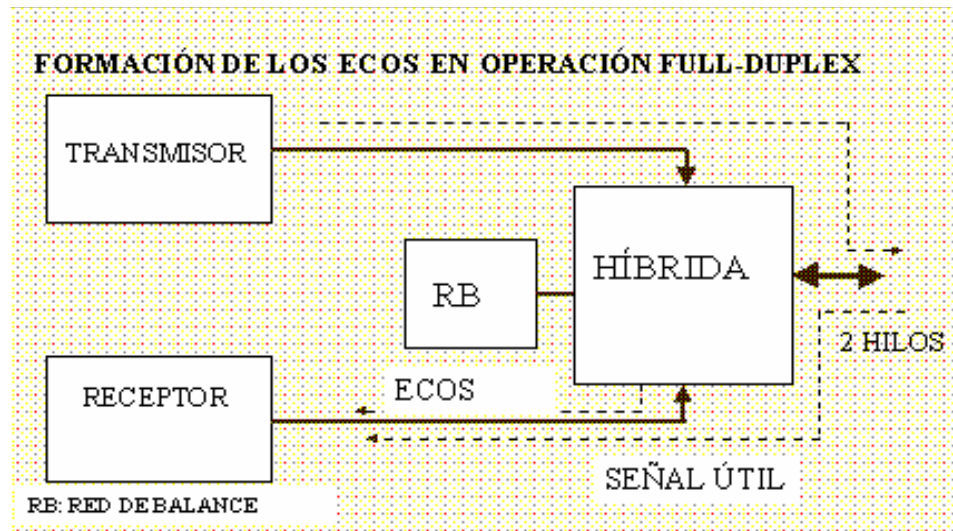 FORMACIÓN DE LOS ECOS EN OPERACIÓN FULL-DUPLEX
TRANSMISOR
HÍBRIDA
RB
2 HILOS
RECEPTOR
ECOS
SEÑAL ÚTIL
RB: RED DE BALANCE